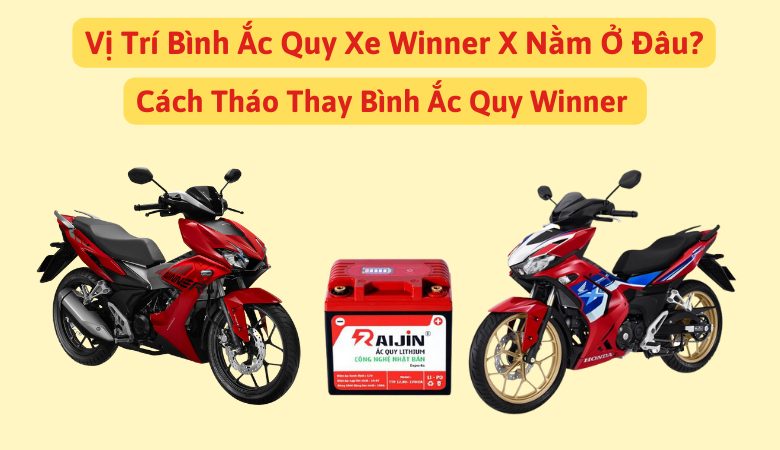 Vị Trí Bình Ắc Quy Xe Winner X Nằm Ở Đâu?
Cách Tháo Thay Bình Ắc Quy Winner
RAIJIN®
ẮC QUY LITHIUM
CÔNG NGHỆ NHẬT BẢN
HONDA